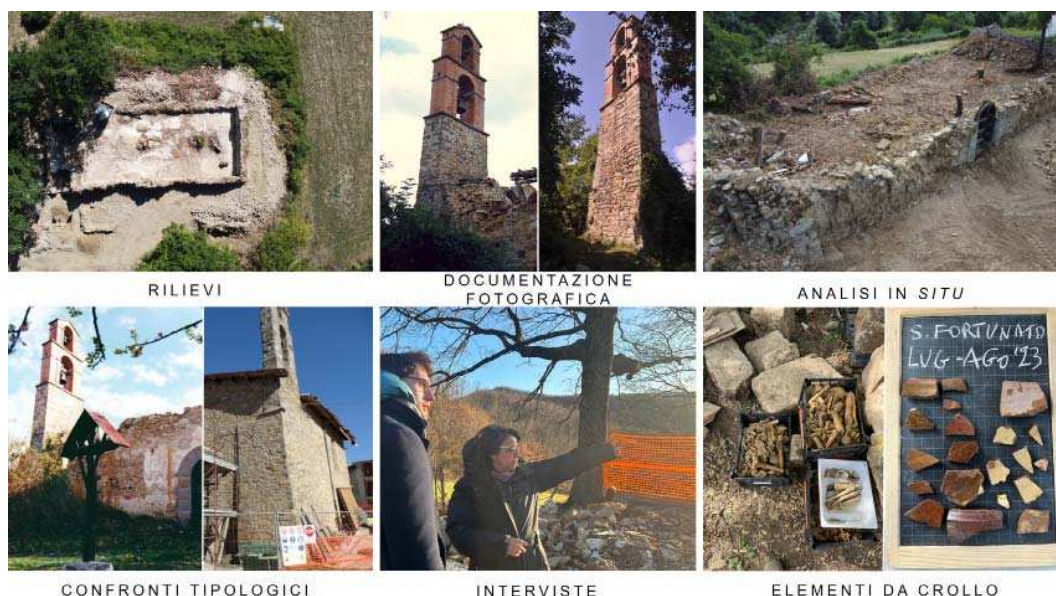 RILIEVI
DOCUMENTAZIONE
FOTOGRAFICA
ANALISI IN SITU
S. FORTUNATO
LUG-AGO '23
CONFRONTI TIPOLOGICI
INTERVISTE
ELEMENTI DA CROLLO